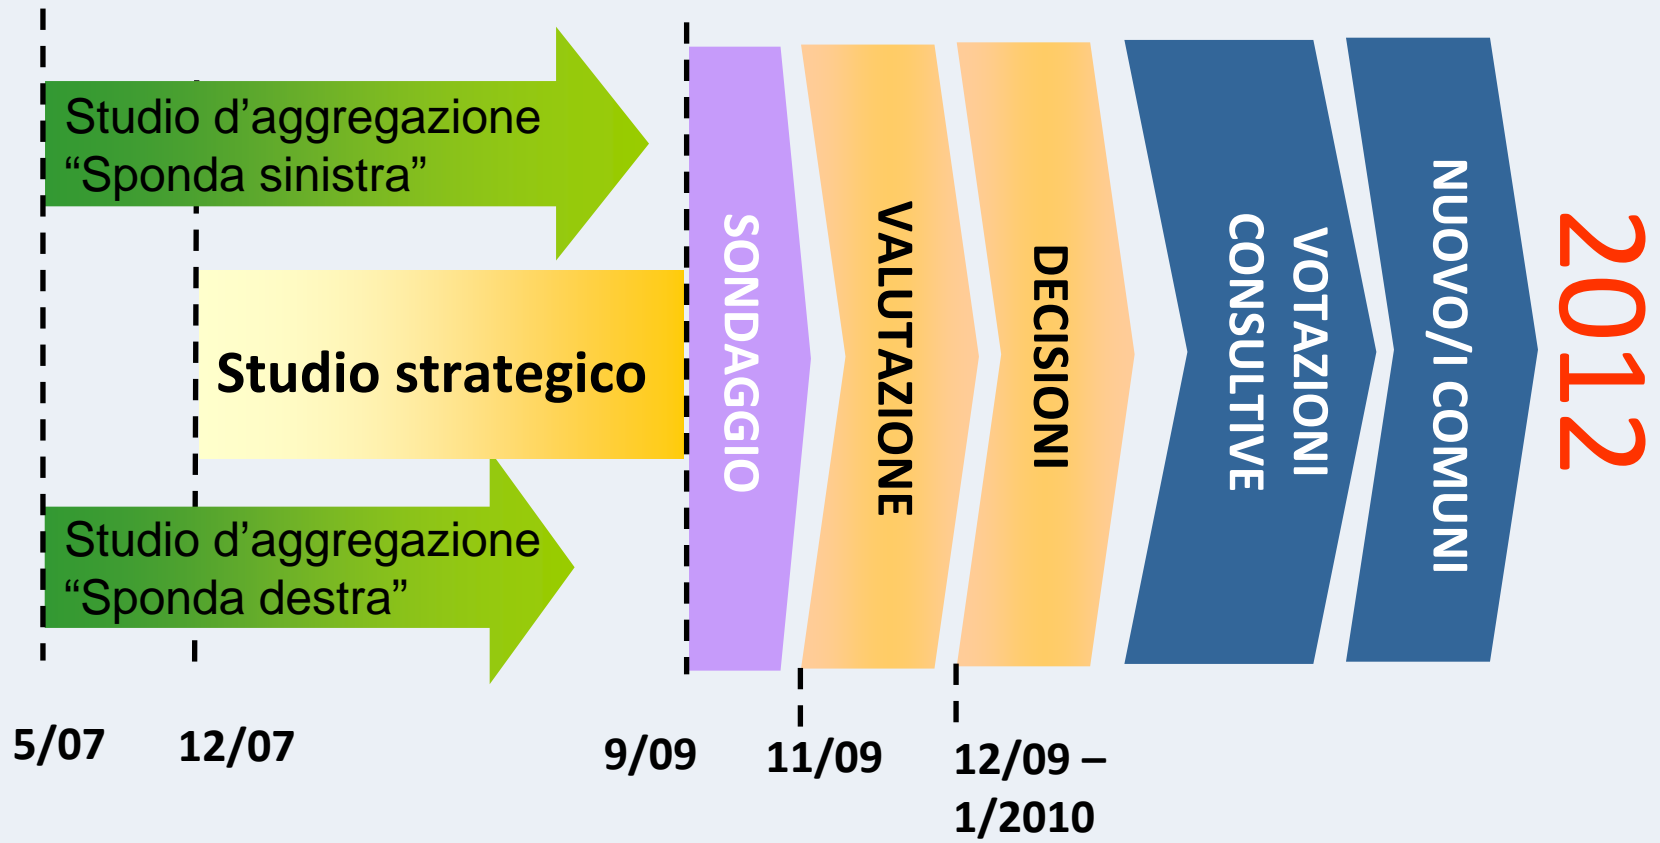 Studio d’aggregazione
“Sponda sinistra”
Studio strategico
Studio d’aggregazione
“Sponda destra”
SONDAGGIO
VALUTAZIONE
DECISIONI
VOTAZIONI
CONSULTIVE
NUOVO/I COMUNI
2012
5/07
12/07
9/09
11/09
12/09 –
1/2010